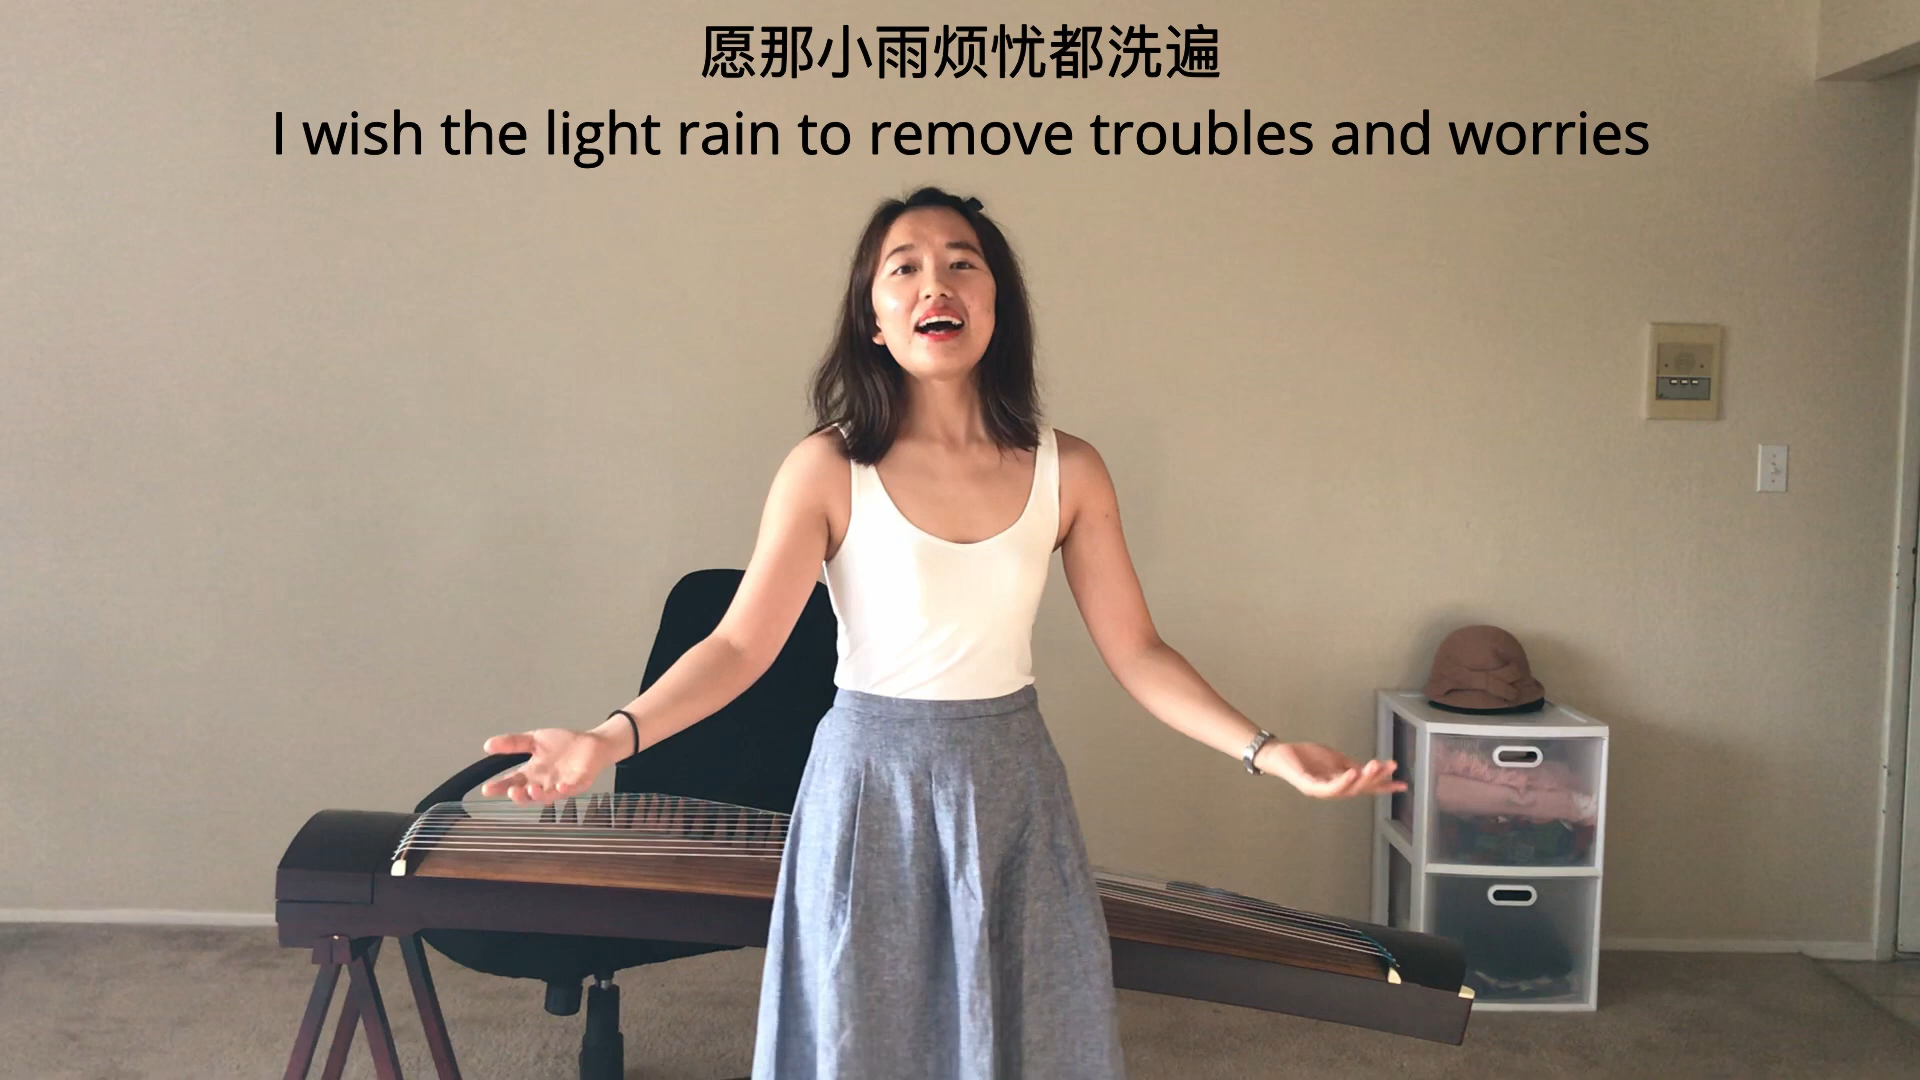 愿那小雨烦忧都洗遍
I wish the light rain to remove troubles and worries